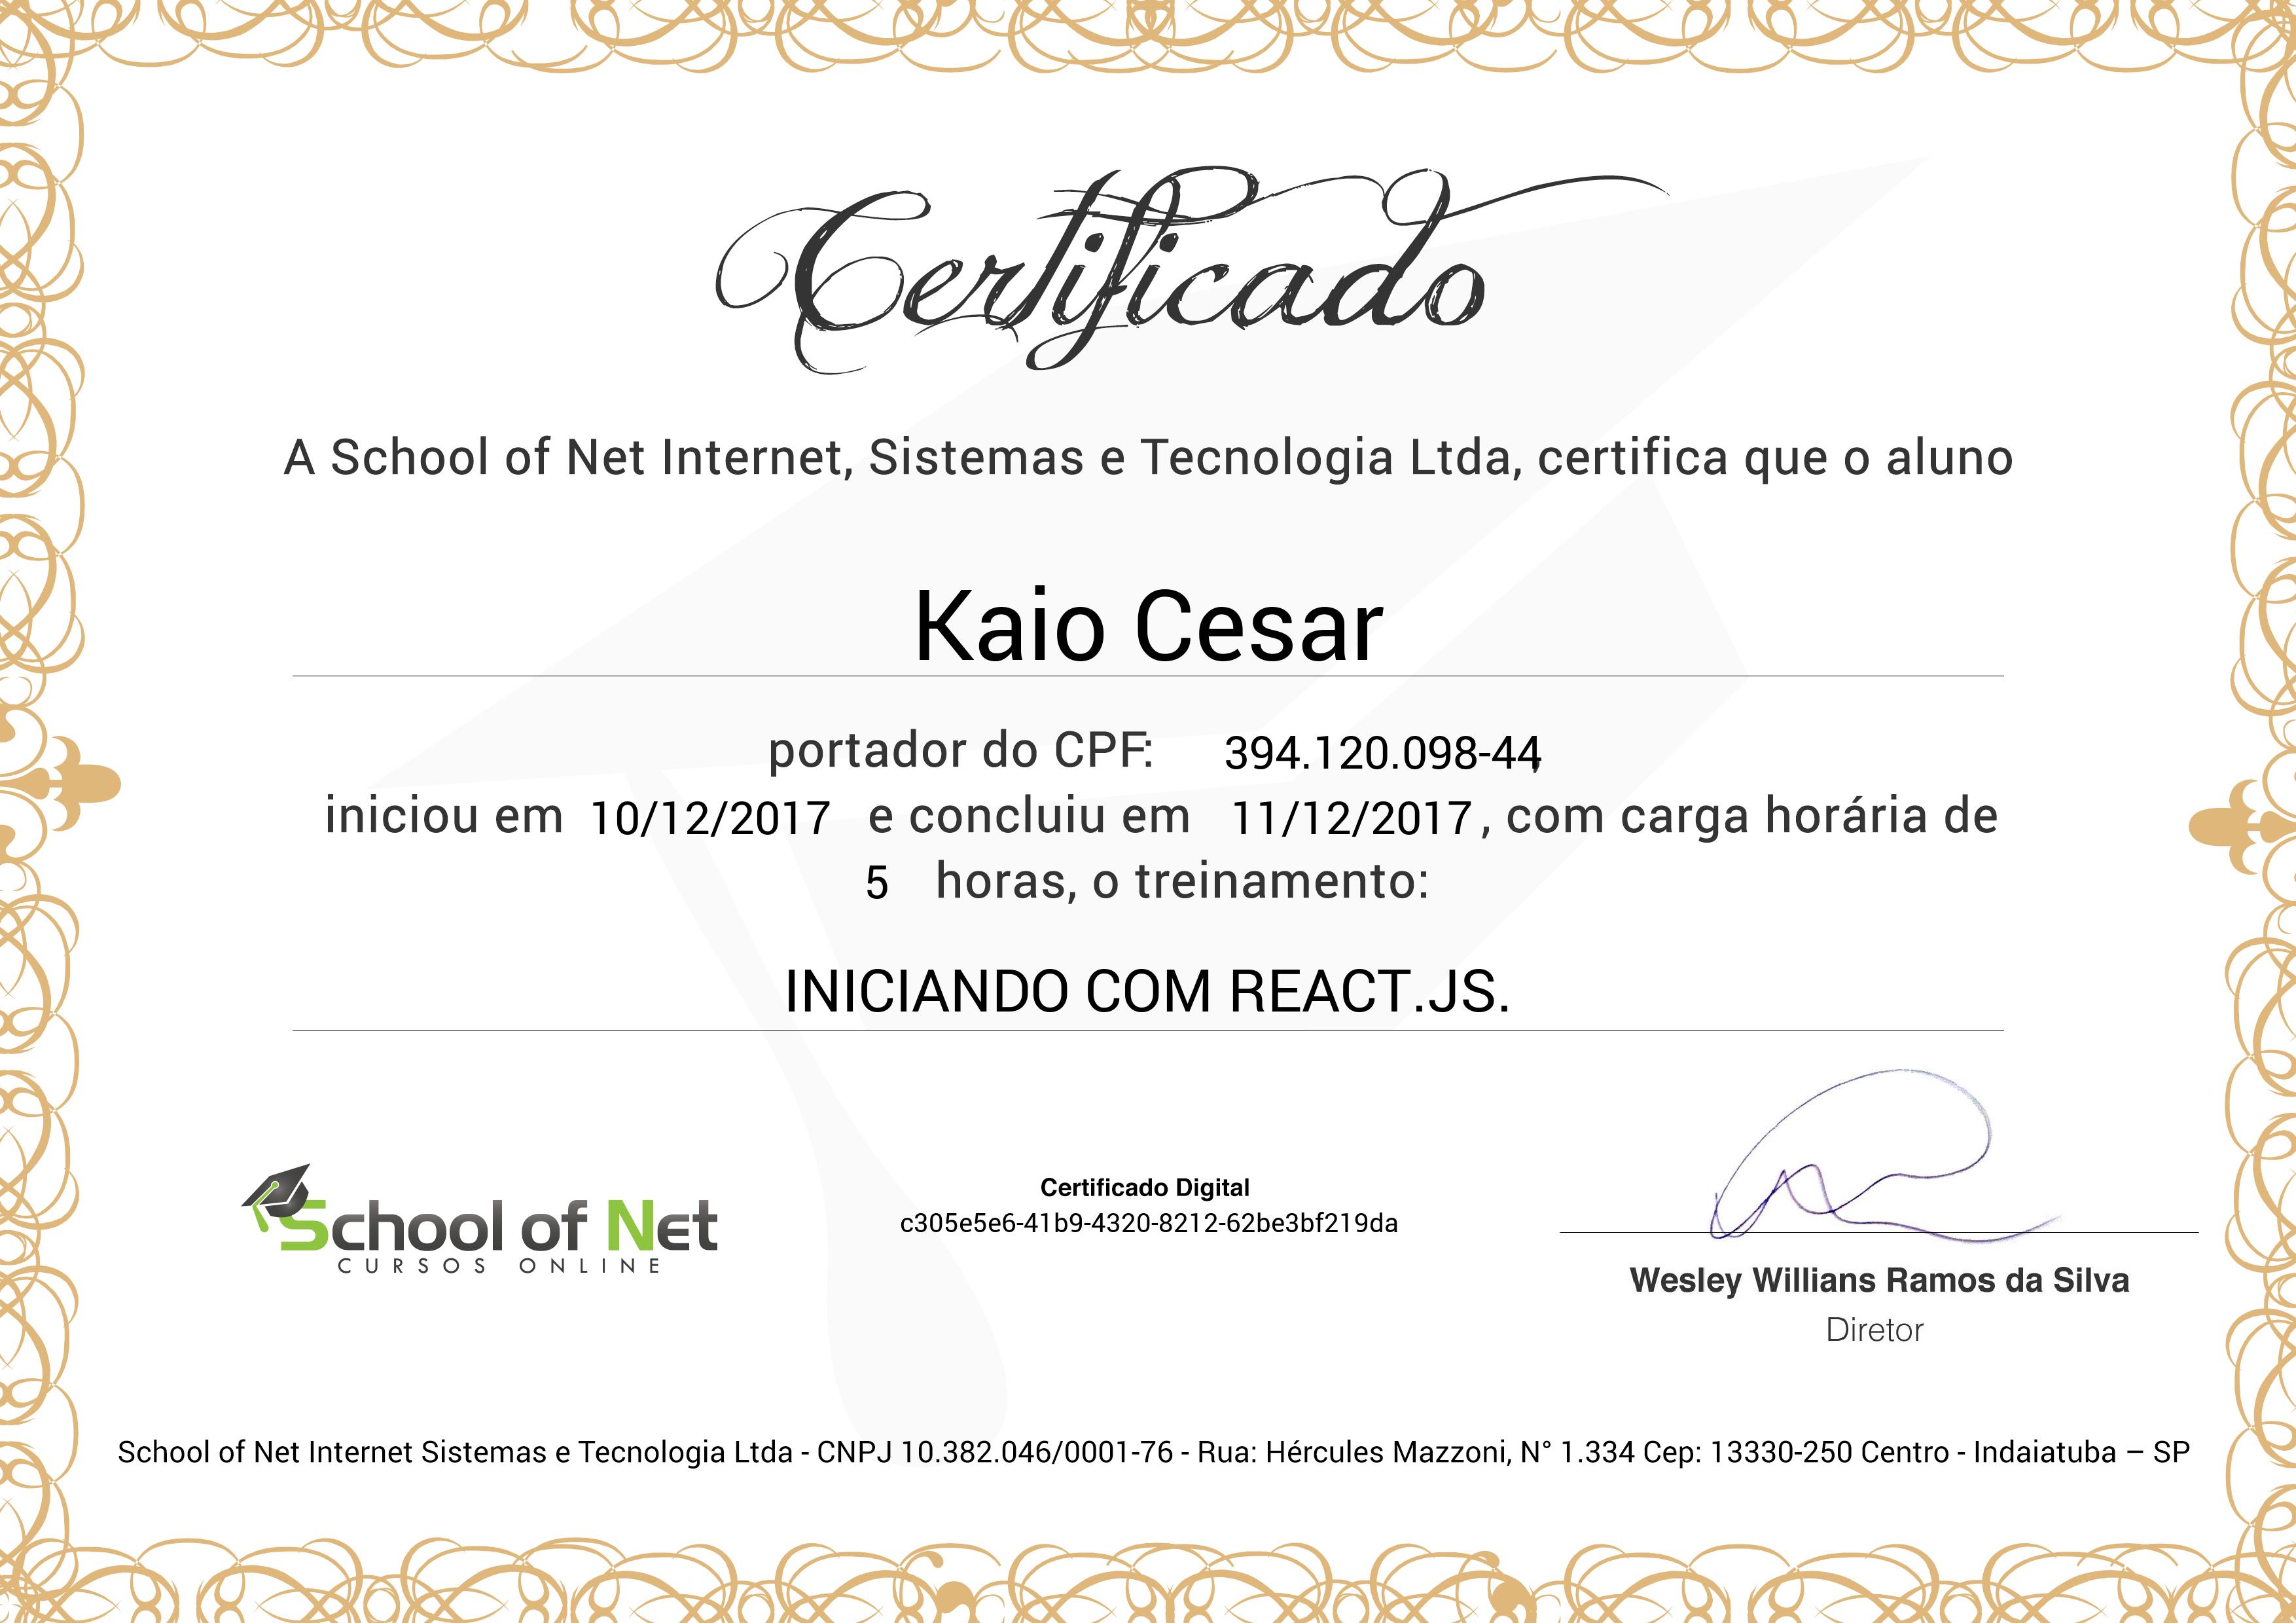 Certificado
A School of Net Internet, Sistemas e Tecnologia Ltda, certifica que o aluno
Kaio Cesar
portador do CPF: 394.120.098-44,
iniciou em 10/12/2017 e concluiu em 11/12/2017, com carga horária de
5 horas, o treinamento:
INICIANDO COM REACT.JS.
School of Net
CURSOS ONLINE
Certificado Digital
c305e5e6-41b9-4320-8212-62be3bf219da
Wesley Willians Ramos da Silva
Diretor
School of Net Internet Sistemas e Tecnologia Ltda - CNPJ 10.382.046/0001-76 - Rua: Hércules Mazzoni, N° 1.334 Cep: 13330-250 Centro - Indaiatuba – SP